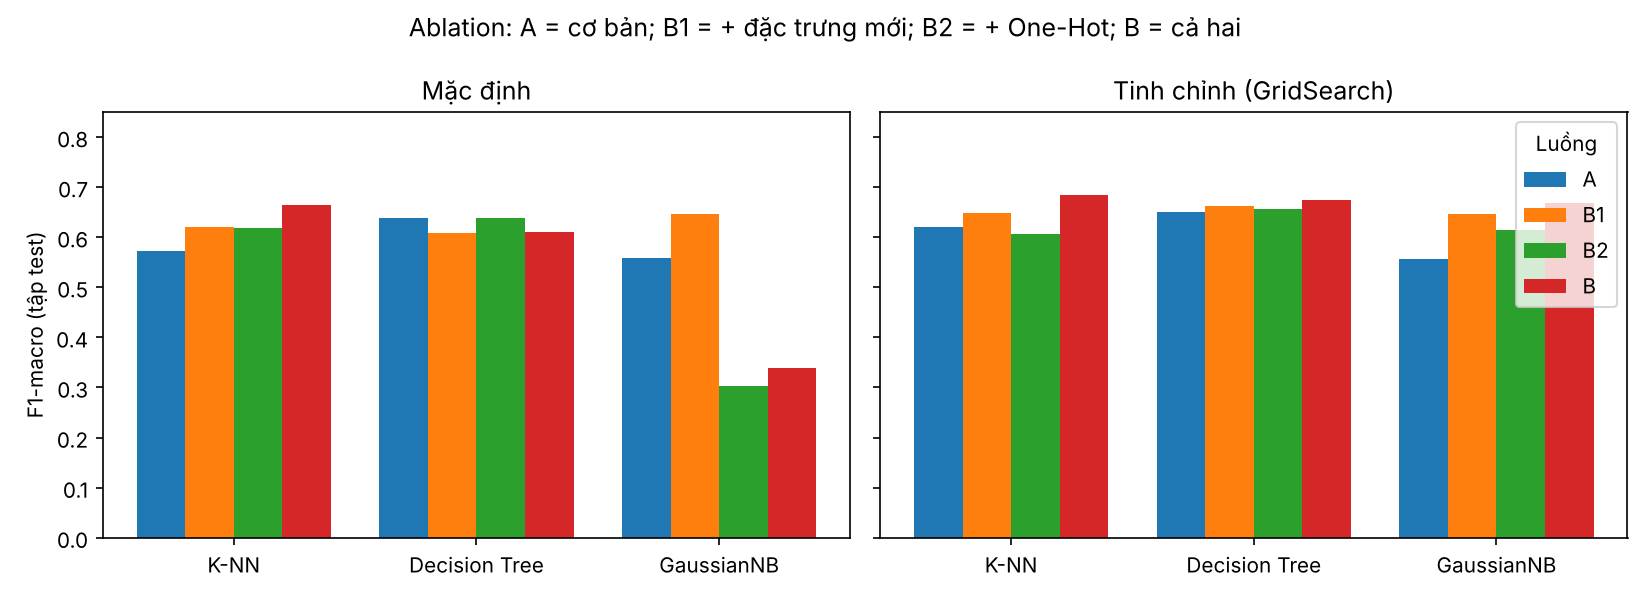 Ablation: A = cơ bản; B1 = + đặc trưng mới; B2 = + One-Hot; B = cả hai
Mặc định
Tinh chỉnh (GridSearch)
F1-macro (tập test)
0.8
0.7
0.6
0.5
0.4
0.3
0.2
0.1
0.0
K-NN
Decision Tree
GaussianNB
K-NN
Decision Tree
GaussianNB
Luồng
A
B1
B2
B